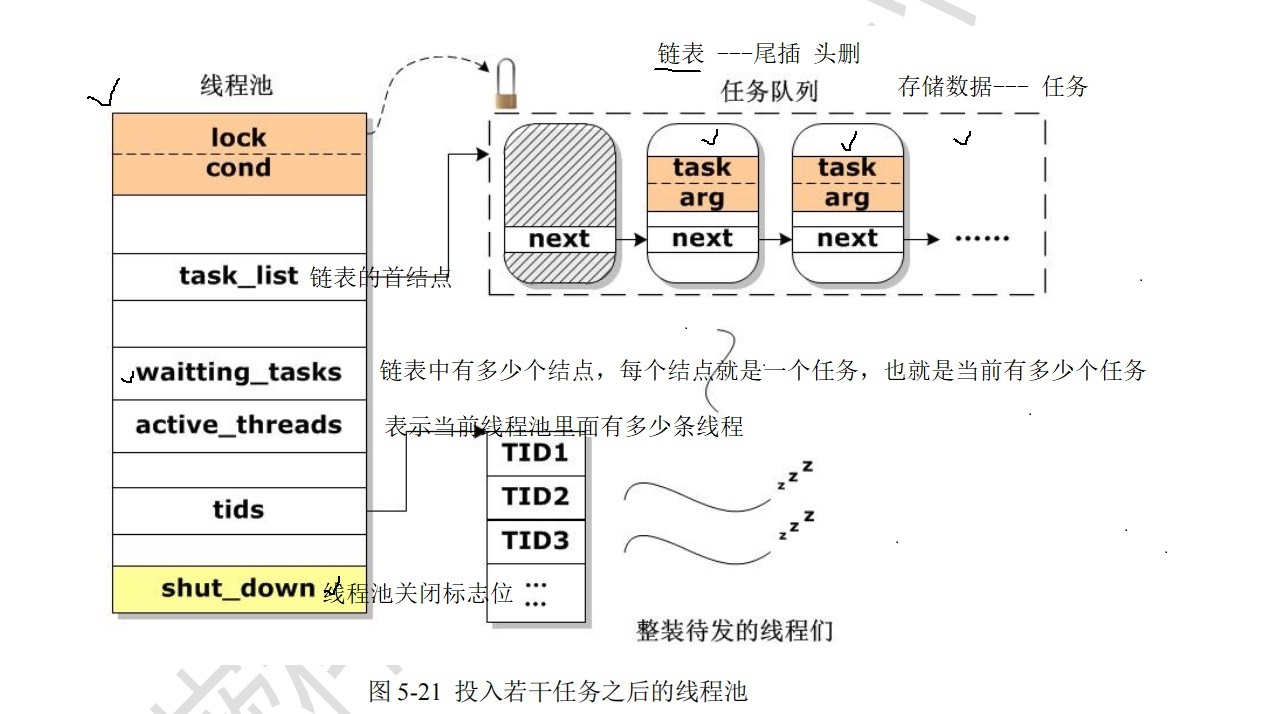 链表 ---尾插 头删
线程池
任务队列
存储数据--- 任务
lock
cond
task
task
arg
arg
next
next
next
……
task_list
链表的首结点
waitting_tasks
链表中有多少个结点，每个结点就是一个任务，也就是当前有多少个任务
active_threads
表示当前线程池里面有多少条线程
TID1
z z z
tids
TID2
TID3
z z z
...
...
shut_down
线程池关闭标志位
整装待发的线程们
图 5-21 投入若干任务之后的线程池